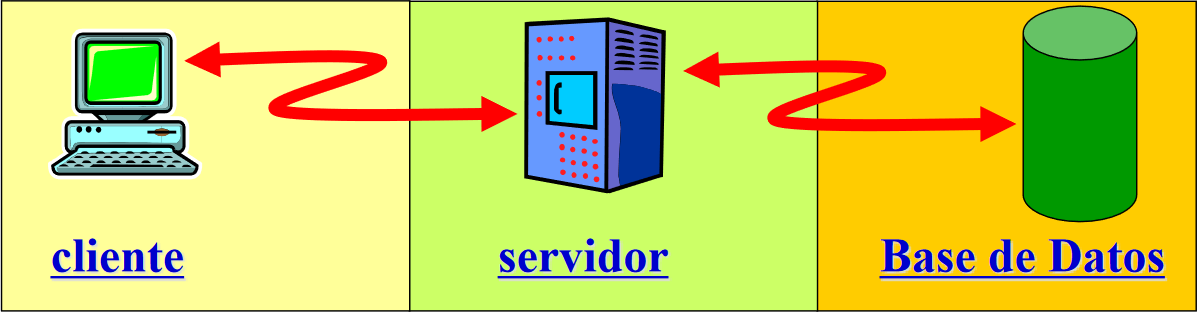 cliente
servidor
Base de Datos